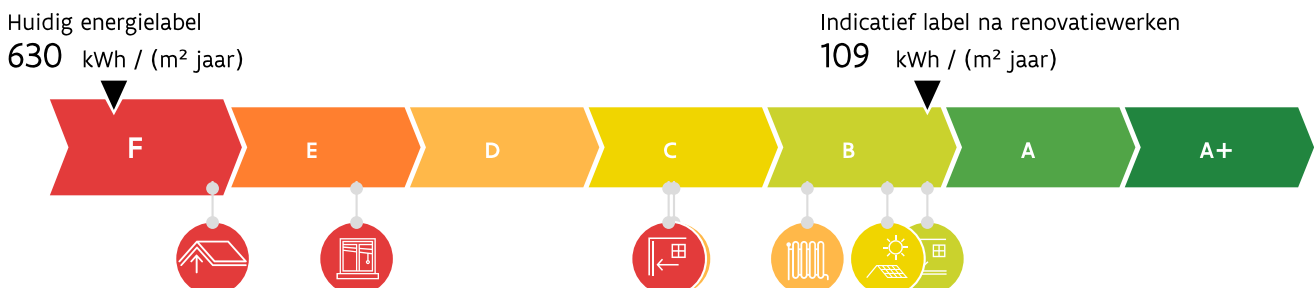 Huidig energielabel
630 kWh / (m² jaar)
Indicatief label na renovatiewerken
109 kWh / (m² jaar)
F E D C B A A+